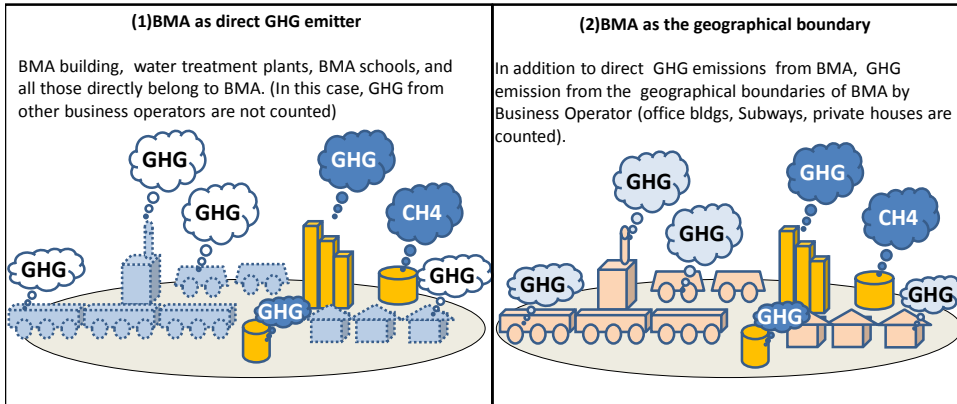 (1)BMA as direct GHG emitter
BMA building, water treatment plants, BMA schools, and
all those directly belong to BMA. (In this case, GHG from
other business operators are not counted)
GHG
GHG
GHG
CH4
GHG
GHG
GHG
(2)BMA as the geographical boundary
In addition to direct GHG emissions from BMA, GHG
emission from the geographical boundaries of BMA by
Business Operator (office bldgs, Subways, private houses are
counted).
GHG
GHG
GHG
CH4
GHG
GHG
GHG